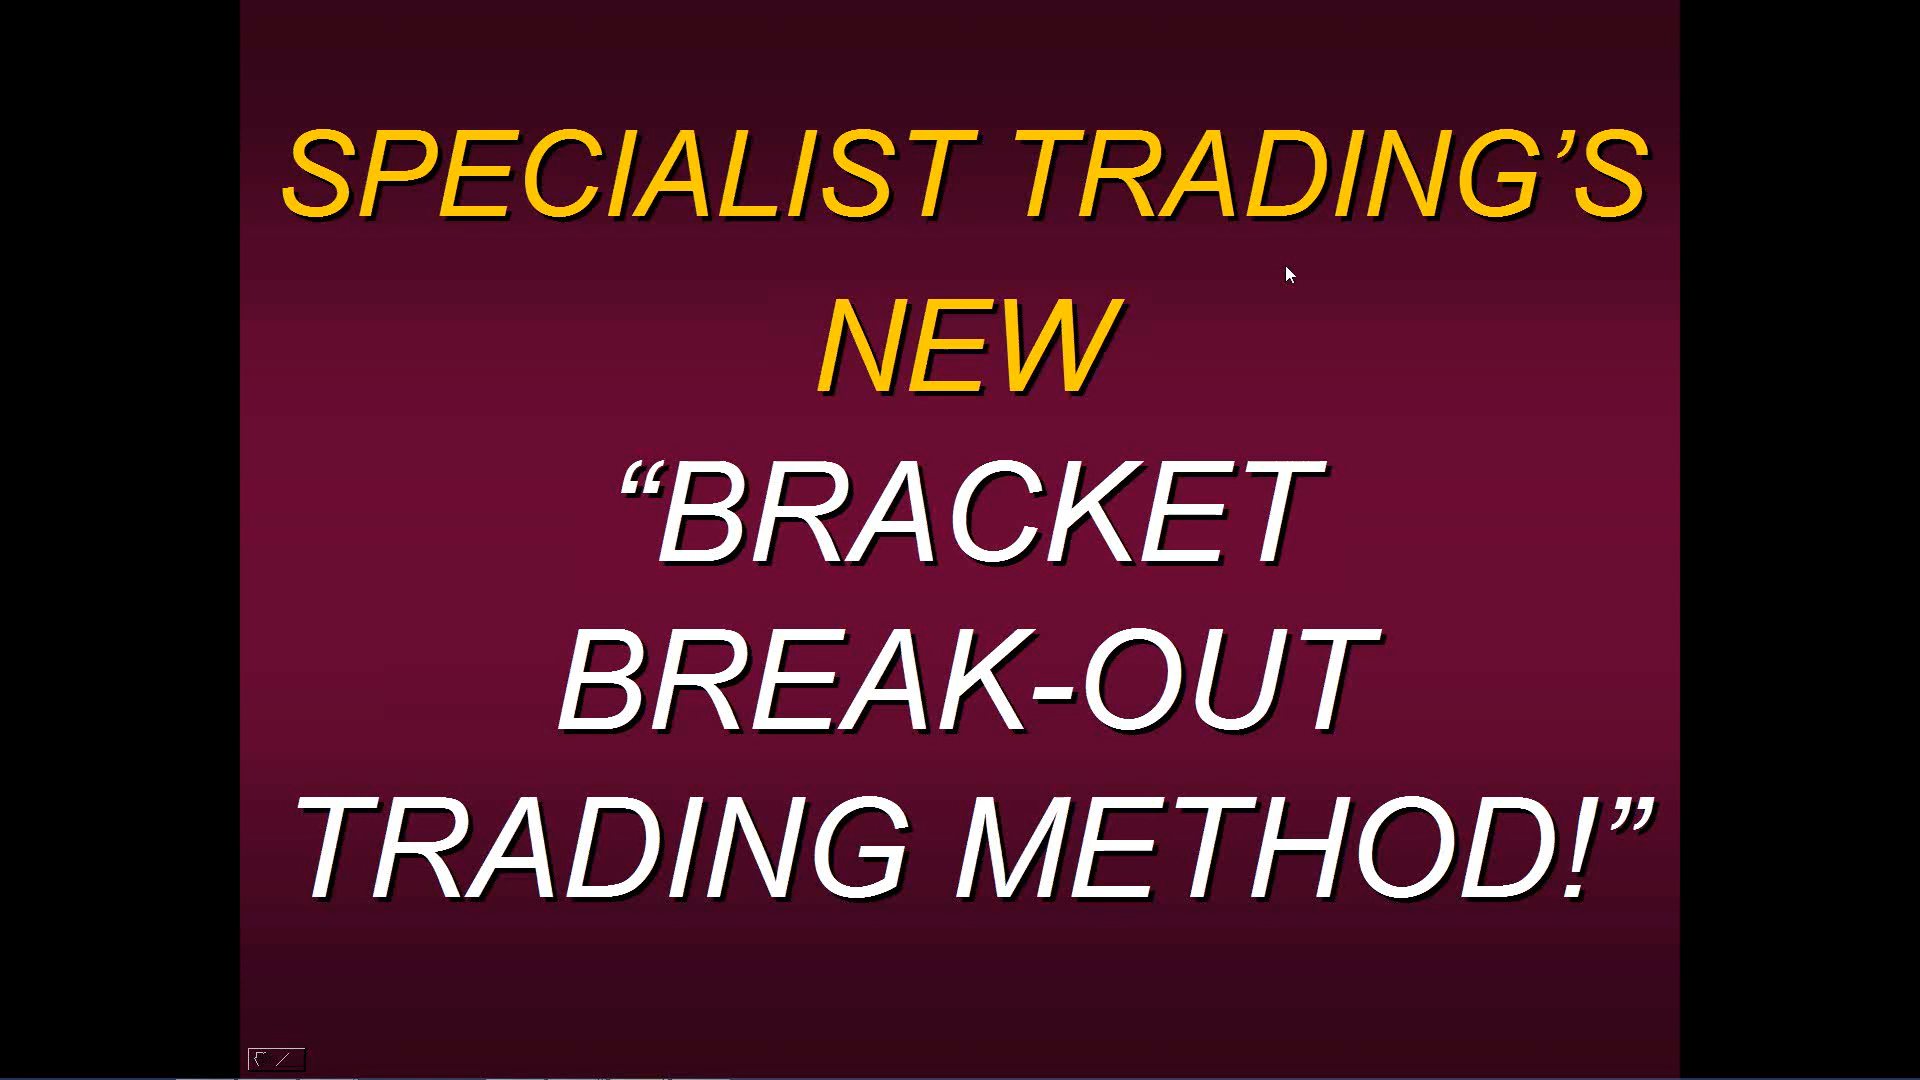 SPECIALIST TRADING’S
NEW
“BRACKET
BREAK-OUT
TRADING METHOD!”